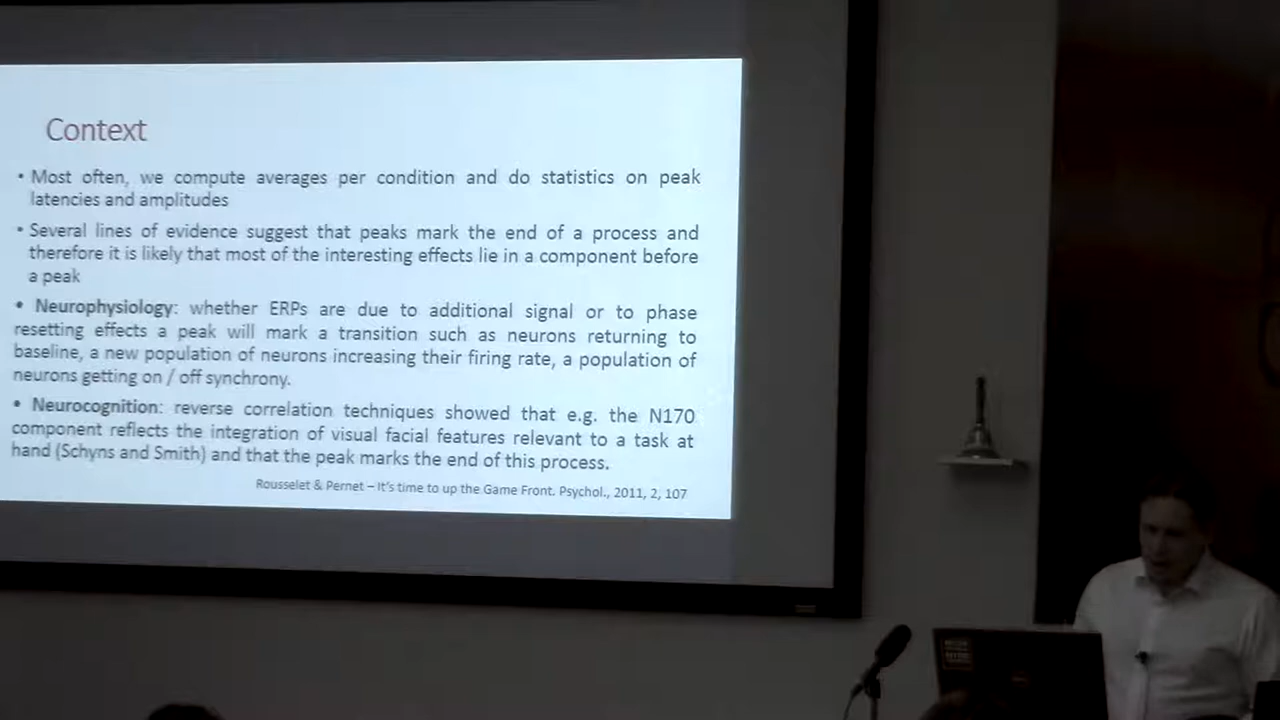 Context
• Most often, we compute averages per condition and do statistics on peak
latencies and amplitudes
• Several lines of evidence suggest that peaks mark the end of a process and
therefore it is likely that most of the interesting effects lie in a component before
a peak
• Neurophysiology: whether ERPs are due to additional signal or to phase
resetting effects a peak will mark a transition such as neurons returning to
baseline, a new population of neurons increasing their firing rate, a population of
neurons getting on / off synchrony.
• Neurocognition: reverse correlation techniques showed that e.g. the N170
component reflects the integration of visual facial features relevant to a task at
hand (Schyns and Smith) and that the peak marks the end of this process.
Rousselet & Pernet – It's time to up the Game Front. Psychol., 2011, 2, 107